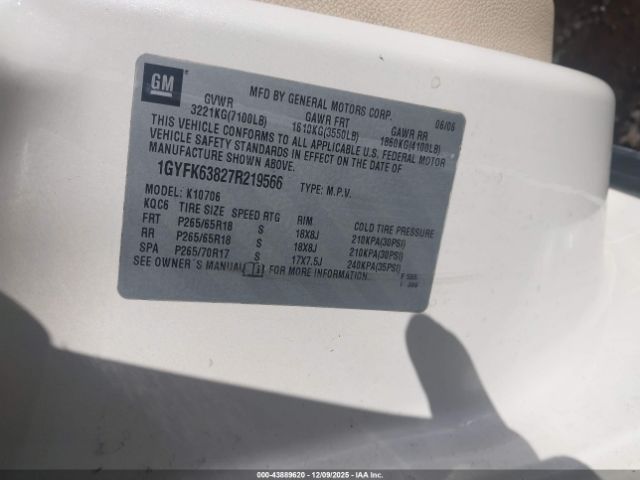 GM
MFD BY GENERAL MOTORS CORP. 06/06
GVWR GAWR FRT GAWR RR
3221KG(7100LB) 1610KG(3550LB) 1860KG(4100LB)
THIS VEHICLE CONFORMS TO ALL APPLICABLE U.S. FEDERAL MOTOR
VEHICLE SAFETY STANDARDS IN EFFECT ON THE DATE OF
MANUFACTURE SHOWN ABOVE.
1GYFK63827R219566 TYPE: M.P.V.
MODEL: K10706
KQC6 TIRE SIZE SPEED RTG RIM COLD TIRE PRESSURE
FRT P265/65R18 S 18X8J 210KPA(30PSI)
RR P265/65R18 S 18X8J 210KPA(30PSI)
SPA P265/70R17 S 17X7.5J 240KPA(35PSI)
SEE OWNER'S MANUAL FOR MORE INFORMATION.
000-43889620 | 12/09/2025 | IAA Inc.